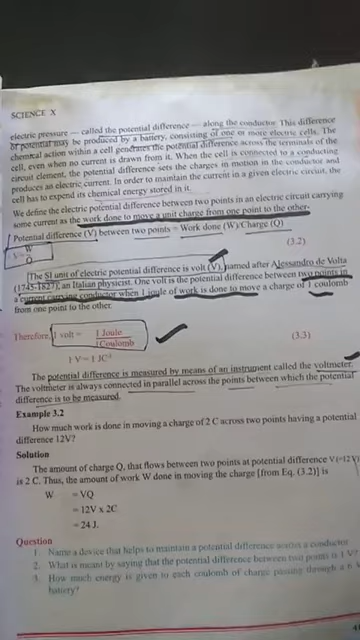 SCIENCE X
electric pressure — called the potential difference — along the conductor. This difference
of potential may be produced by a battery, consisting of one or more electric cells. The
chemical action within a cell generates the potential difference across the terminals of the
cell, even when no current is drawn from it. When the cell is connected to a conducting
circuit element, the potential difference sets the charges in motion in the conductor and
produces an electric current. In order to maintain the current in a given electric circuit, the
cell has to expend its chemical energy stored in it.
We define the electric potential difference between two points in an electric circuit carrying
some current as the work done to move a unit charge from one point to the other-
Potential difference (V) between two points = Work done (W)/Charge (Q)
V = W/Q (3.2)
The SI unit of electric potential difference is volt (V), named after Alessandro de Volta
(1745-1827), an Italian physicist. One volt is the potential difference between two points in
a current carrying conductor when 1 joule of work is done to move a charge of 1 coulomb
from one point to the other.
Therefore, 1 volt = 1 Joule / 1 Coulomb (3.3)
1 V = 1 JC⁻¹
The potential difference is measured by means of an instrument called the voltmeter.
The voltmeter is always connected in parallel across the points between which the potential
difference is to be measured.
Example 3.2
How much work is done in moving a charge of 2 C across two points having a potential
difference 12V?
Solution
The amount of charge Q, that flows between two points at potential difference V (=12 V)
is 2 C. Thus, the amount of work W done in moving the charge [from Eq. (3.2)] is
W = VQ
= 12V x 2C
= 24 J.
Question
1. Name a device that helps to maintain a potential difference across a conductor.
2. What is meant by saying that the potential difference between two points is 1 V?
3. How much energy is given to each coulomb of charge passing through a 6 V
battery?